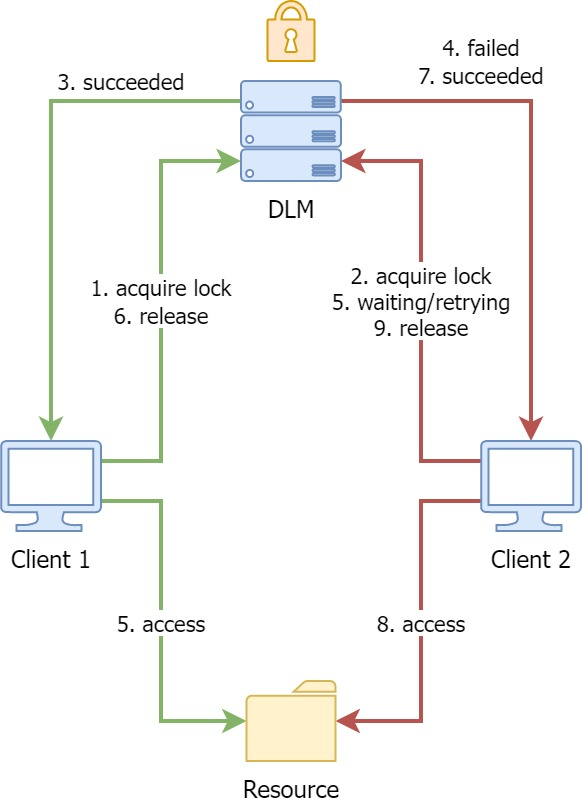 3. succeeded
4. failed
7. succeeded
DLM
1. acquire lock
6. release
2. acquire lock
5. waiting/retrying
9. release
Client 1
Client 2
5. access
8. access
Resource